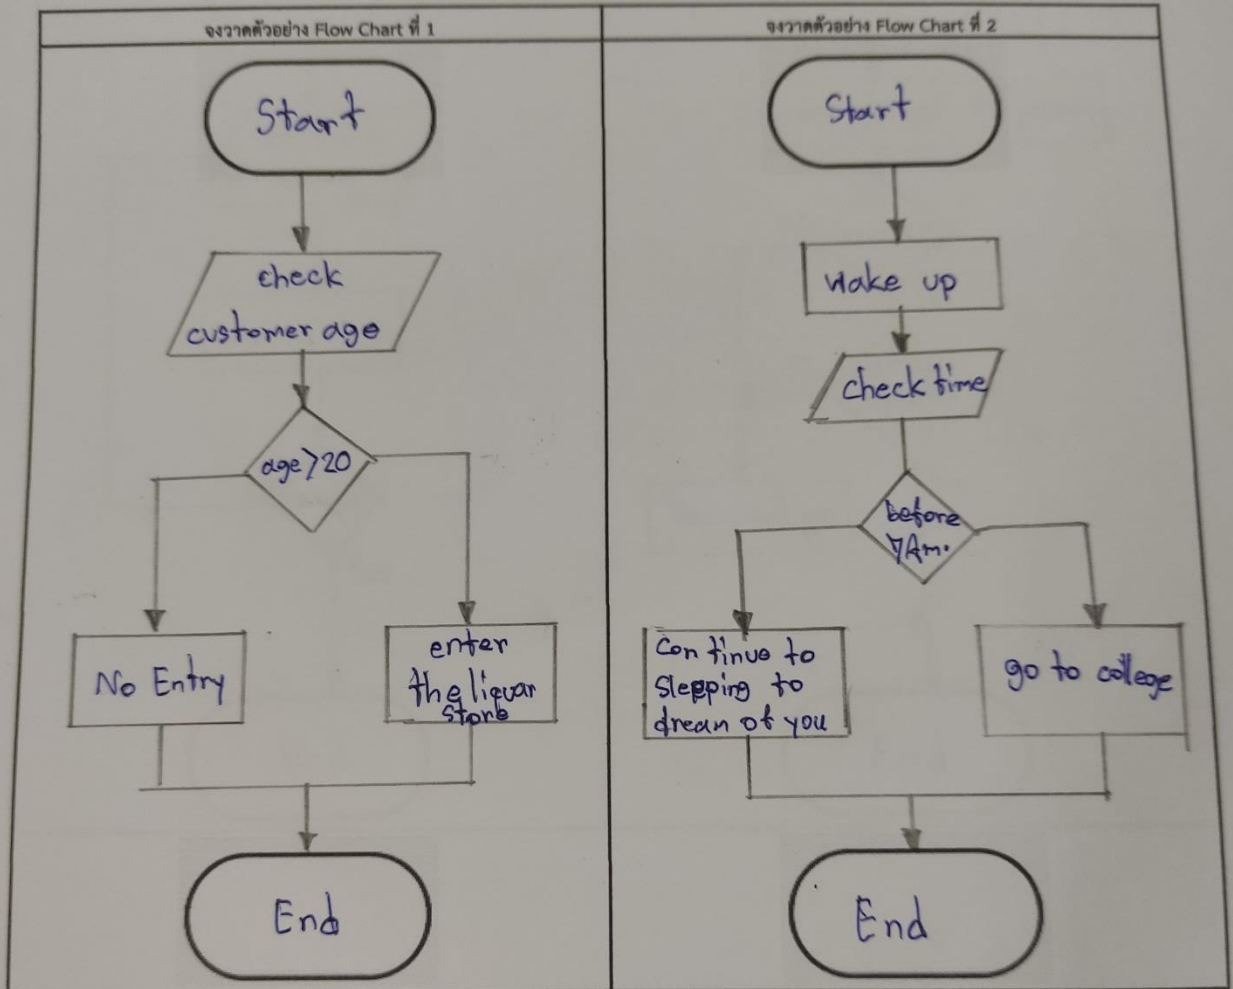 จงวาดตัวอย่าง Flow Chart ที่ 1
Start
check
customer age
age > 20
No Entry
enter
the liquar
store
End
จงวาดตัวอย่าง Flow Chart ที่ 2
Start
wake up
check time
before
7Am.
Continue to
sleeping to
drean of you
go to college
End